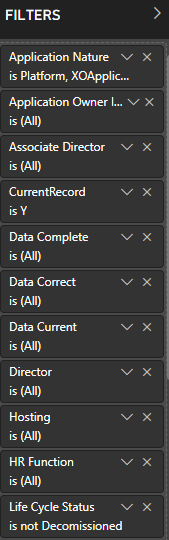 FILTERS
Application Nature
is Platform, XOApplic...
Application Owner I...
is (All)
Associate Director
is (All)
CurrentRecord
is Y
Data Complete
is (All)
Data Correct
is (All)
Data Current
is (All)
Director
is (All)
Hosting
is (All)
HR Function
is (All)
Life Cycle Status
is not Decomissioned